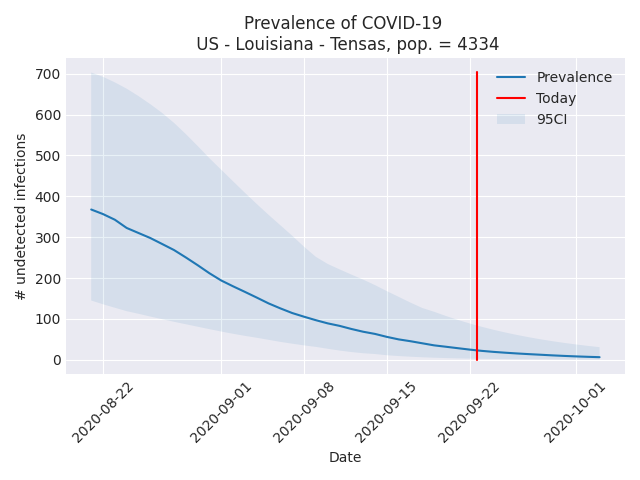 Prevalence of COVID-19
US - Louisiana - Tensas, pop. = 4334
Prevalence
Today
95CI
# undetected infections
700
600
500
400
300
200
100
0
2020-08-22
2020-09-01
2020-09-08
2020-09-15
2020-09-22
2020-10-01
Date